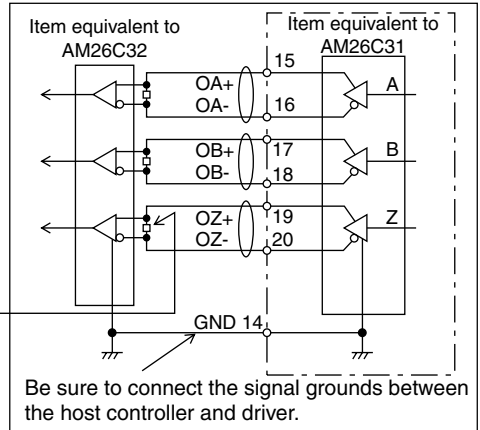 Item equivalent to
AM26C32
Item equivalent to
AM26C31
15
OA+
OA-
16
A
OB+
17
OB-
18
B
OZ+
19
OZ-
20
Z
GND 14
Be sure to connect the signal grounds between
the host controller and driver.